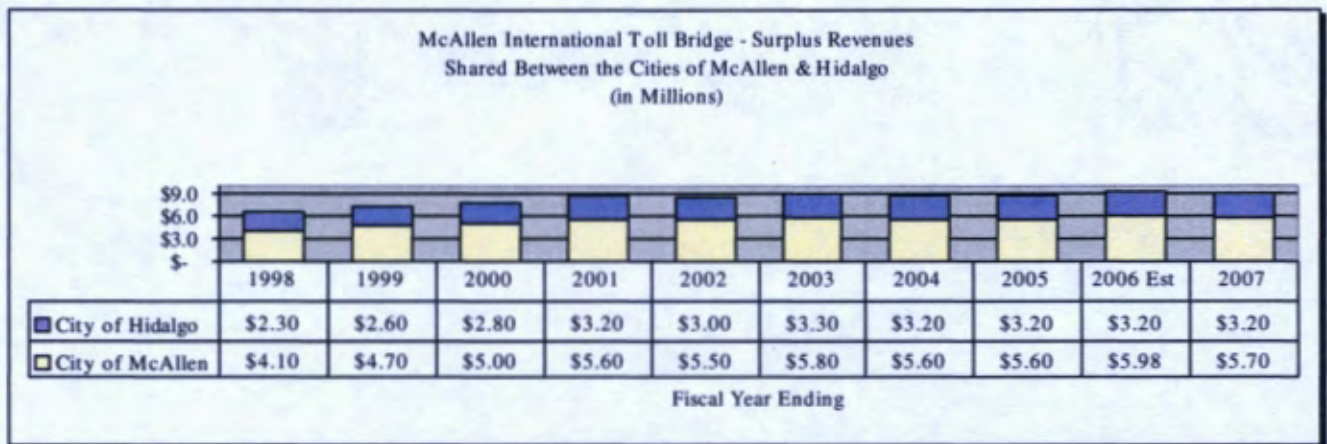 McAllen International Toll Bridge - Surplus Revenues
Shared Between the Cities of McAllen & Hidalgo
(in Millions)
$9.0
$6.0
$3.0
$-
1998 1999 2000 2001 2002 2003 2004 2005 2006 Est 2007
City of Hidalgo $2.30 $2.60 $2.80 $3.20 $3.00 $3.30 $3.20 $3.20 $3.20 $3.20
City of McAllen $4.10 $4.70 $5.00 $5.60 $5.50 $5.80 $5.60 $5.60 $5.98 $5.70
Fiscal Year Ending